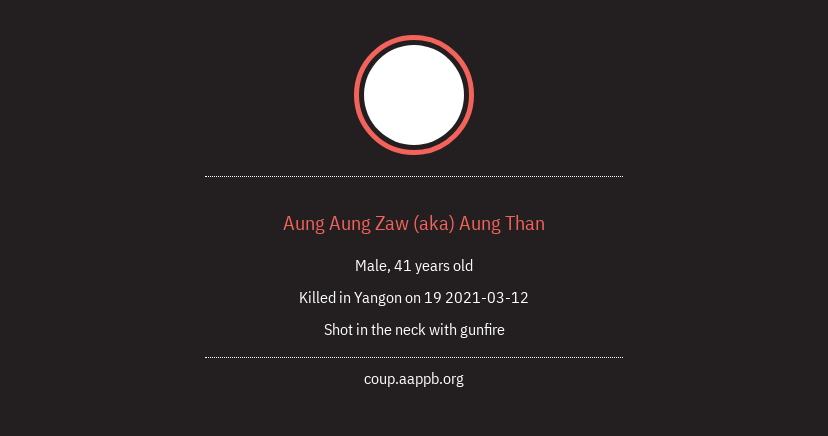 Aung Aung Zaw (aka) Aung Than
Male, 41 years old
Killed in Yangon on 19 2021-03-12
Shot in the neck with gunfire
coup.aappb.org